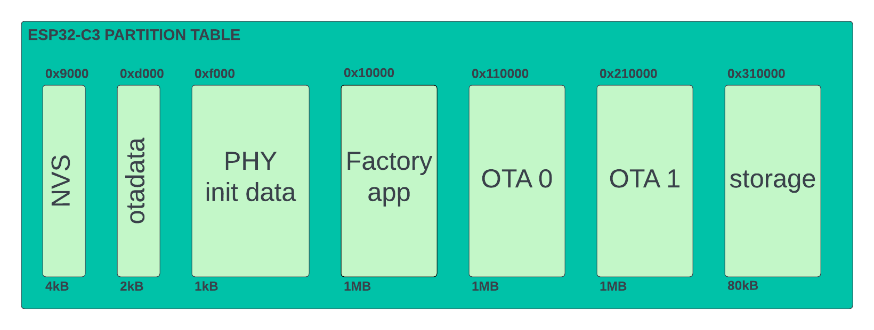 ESP32-C3 PARTITION TABLE
0x9000 0xd000 0xf000 0x10000 0x110000 0x210000 0x310000
NVS
otadata
PHY
init data
Factory
app
OTA 0
OTA 1
storage
4kB 2kB 1kB 1MB 1MB 1MB 80kB